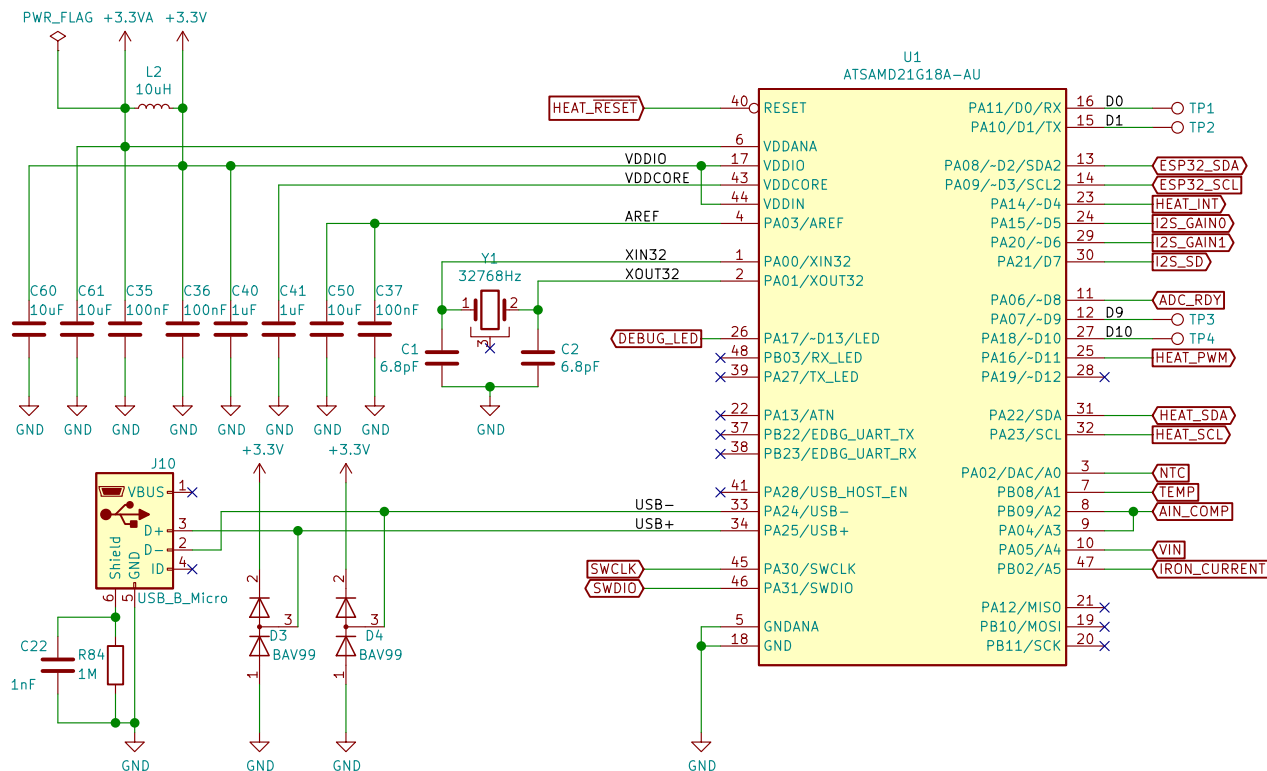 PWR_FLAG +3.3VA +3.3V
L2
10uH
C60
10uF
C61
10uF
C35
100nF
C36
100nF
C40
1uF
C41
1uF
C50
10uF
C37
100nF
GND GND GND GND GND GND GND GND
VDDIO
VDDCORE
AREF
XIN32
XOUT32
Y1
32768Hz
1 2
3
C1
6.8pF
C2
6.8pF
GND
U1
ATSAMD21G18A-AU
HEAT_RESET 40 RESET
6 VDDANA
17 VDDIO
43 VDDCORE
44 VDDIN
4 PA03/AREF
1 PA00/XIN32
2 PA01/XOUT32
DEBUG_LED 26 PA17/~D13/LED
48 PB03/RX_LED
39 PA27/TX_LED
22 PA13/ATN
37 PB22/EDBG_UART_TX
38 PB23/EDBG_UART_RX
41 PA28/USB_HOST_EN
USB- 33 PA24/USB-
USB+ 34 PA25/USB+
SWCLK 45 PA30/SWCLK
SWDIO 46 PA31/SWDIO
5 GNDANA
18 GND
GND
PA11/D0/RX 16 D0 TP1
PA10/D1/TX 15 D1 TP2
PA08/~D2/SDA2 13 ESP32_SDA
PA09/~D3/SCL2 14 ESP32_SCL
PA14/~D4 23 HEAT_INT
PA15/~D5 24 I2S_GAIN0
PA20/~D6 29 I2S_GAIN1
PA21/D7 30 I2S_SD
PA06/~D8 11 ADC_RDY
PA07/~D9 12 D9 TP3
PA18/~D10 27 D10 TP4
PA16/~D11 25 HEAT_PWM
PA19/~D12 28
PA22/SDA 31 HEAT_SDA
PA23/SCL 32 HEAT_SCL
PA02/DAC/A0 3 NTC
PB08/A1 7 TEMP
PB09/A2 8 AIN_COMP
PA04/A3 9
PA05/A4 10 VIN
PB02/A5 47 IRON_CURRENT
PA12/MISO 21
PB10/MOSI 19
PB11/SCK 20
J10
VBUS 1
D+ 3
D- 2
ID 4
Shield
GND
6 5
USB_B_Micro
C22
1nF
R84
1M
GND
+3.3V
2
3
D3
BAV99
1
GND
+3.3V
2
3
D4
BAV99
1
GND